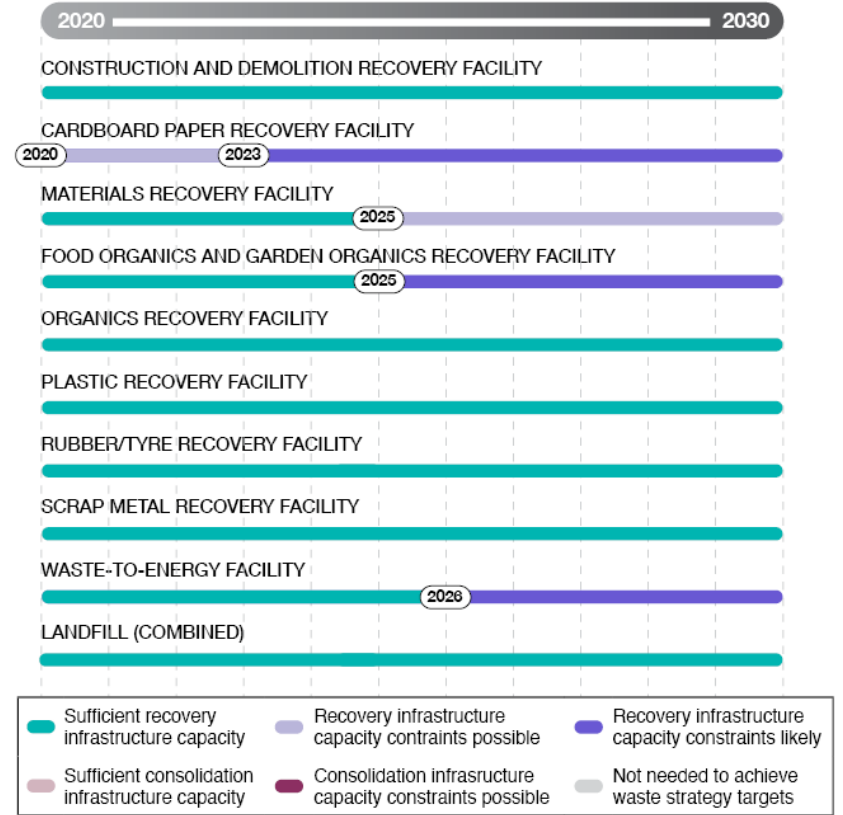 2020 2030
CONSTRUCTION AND DEMOLITION RECOVERY FACILITY
CARDBOARD PAPER RECOVERY FACILITY
2020 2023
MATERIALS RECOVERY FACILITY
2025
FOOD ORGANICS AND GARDEN ORGANICS RECOVERY FACILITY
2025
ORGANICS RECOVERY FACILITY
PLASTIC RECOVERY FACILITY
RUBBER/TYRE RECOVERY FACILITY
SCRAP METAL RECOVERY FACILITY
WASTE-TO-ENERGY FACILITY
2026
LANDFILL (COMBINED)
Sufficient recovery
infrastructure capacity
Recovery infrastructure
capacity contraints possible
Recovery infrastructure
capacity constraints likely
Sufficient consolidation
infrastructure capacity
Consolidation infrasructure
capacity constraints possible
Not needed to achieve
waste strategy targets